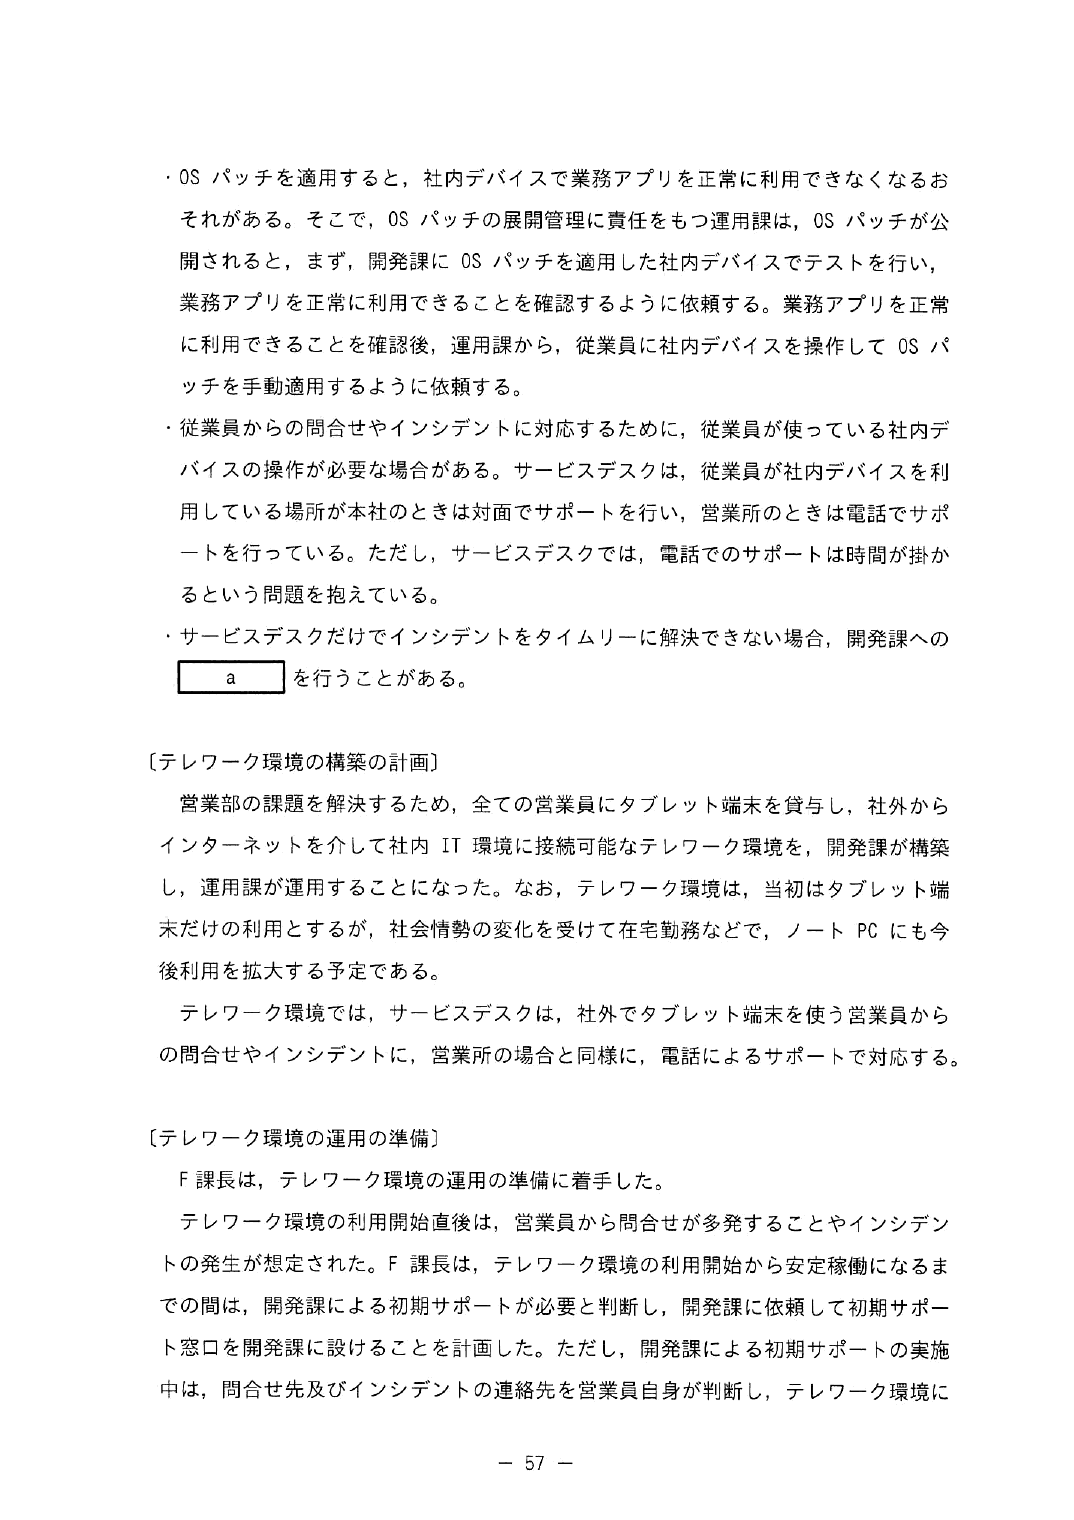 ・OS パッチを適用すると，社内デバイスで業務アプリを正常に利用できなくなるお
それがある。そこで，OS パッチの展開管理に責任をもつ運用課は，OS パッチが公
開されると，まず，開発課に OS パッチを適用した社内デバイスでテストを行い，
業務アプリを正常に利用できることを確認するように依頼する。業務アプリを正常
に利用できることを確認後，運用課から，従業員に社内デバイスを操作して OS パ
ッチを手動適用するように依頼する。
・従業員からの問合せやインシデントに対応するために，従業員が使っている社内デ
バイスの操作が必要な場合がある。サービスデスクは，従業員が社内デバイスを利
用している場所が本社のときは対面でサポートを行い，営業所のときは電話でサポ
ートを行っている。ただし，サービスデスクでは，電話でのサポートは時間が掛か
るという問題を抱えている。
・サービスデスクだけでインシデントをタイムリーに解決できない場合，開発課への
a を行うことがある。
〔テレワーク環境の構築の計画〕
営業部の課題を解決するため，全ての営業員にタブレット端末を貸与し，社外から
インターネットを介して社内 IT 環境に接続可能なテレワーク環境を，開発課が構築
し，運用課が運用することになった。なお，テレワーク環境は，当初はタブレット端
末だけの利用とするが，社会情勢の変化を受けて在宅勤務などで，ノート PC にも今
後利用を拡大する予定である。
テレワーク環境では，サービスデスクは，社外でタブレット端末を使う営業員から
の問合せやインシデントに，営業所の場合と同様に，電話によるサポートで対応する。
〔テレワーク環境の運用の準備〕
F 課長は，テレワーク環境の運用の準備に着手した。
テレワーク環境の利用開始直後は，営業員から問合せが多発することやインシデン
トの発生が想定された。F 課長は，テレワーク環境の利用開始から安定稼働になるま
での間は，開発課による初期サポートが必要と判断し，開発課に依頼して初期サポー
ト窓口を開発課に設けることを計画した。ただし，開発課による初期サポートの実施
中は，問合せ先及びインシデントの連絡先を営業員自身が判断し，テレワーク環境に
－ 57 －